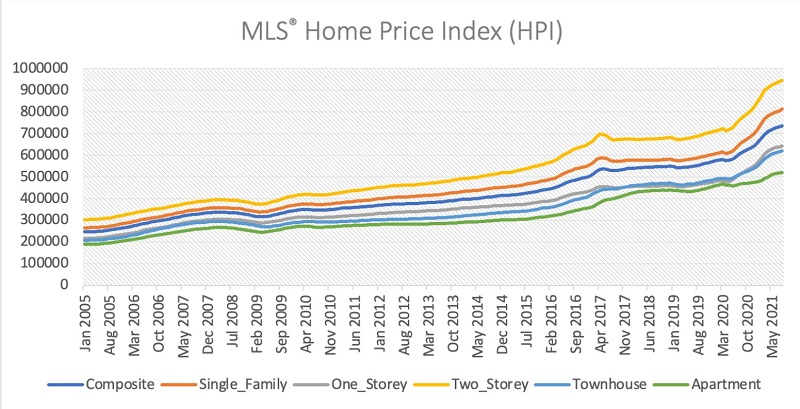 MLS® Home Price Index (HPI)
1000000
900000
800000
700000
600000
500000
400000
300000
200000
100000
0
Jan 2005
Aug 2005
Mar 2006
Oct 2006
May 2007
Dec 2007
Jul 2008
Feb 2009
Sep 2009
Apr 2010
Nov 2010
Jun 2011
Jan 2012
Aug 2012
Mar 2013
Oct 2013
May 2014
Dec 2014
Jul 2015
Feb 2016
Sep 2016
Apr 2017
Nov 2017
Jun 2018
Jan 2019
Aug 2019
Mar 2020
Oct 2020
May 2021
Composite Single_Family One_Storey Two_Storey Townhouse Apartment